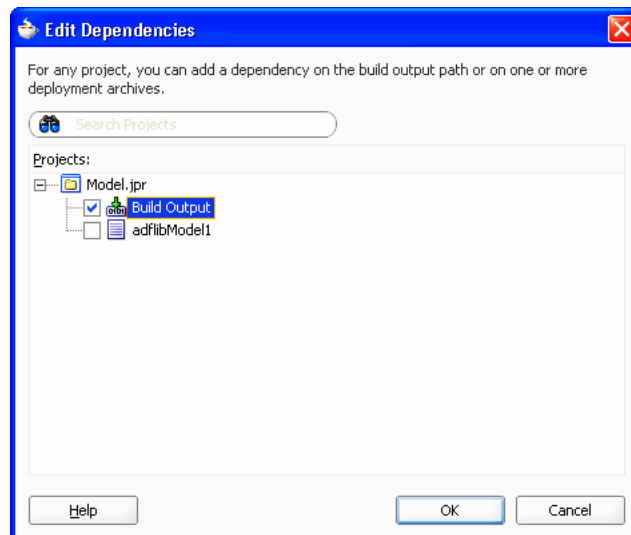 Edit Dependencies
For any project, you can add a dependency on the build output path or on one or more
deployment archives.
Search Projects
Projects:
Model.jpr
Build Output
adflibModel1
Help
OK
Cancel